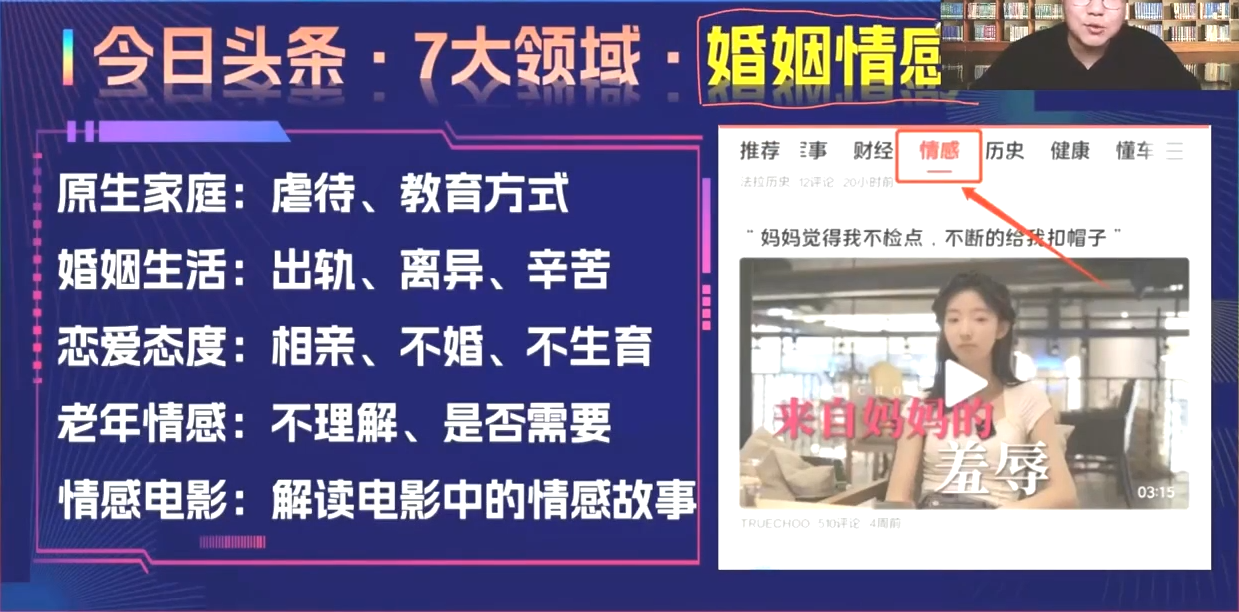 今日头条·7大领域·婚姻情感
原生家庭：虐待、教育方式
婚姻生活：出轨、离异、辛苦
恋爱态度：相亲、不婚、不生育
老年情感：不理解、是否需要
情感电影：解读电影中的情感故事
推荐 军事 财经 情感 历史 健康 懂车
法拉历史 12评论 20小时前
“妈妈觉得我不检点，不断的给我扣帽子”
来自妈妈的
羞辱
03:15
TRUECHOO 510评论 4周前